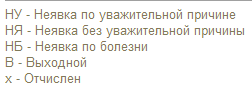 НУ - Неявка по уважительной причине
НЯ - Неявка без уважительной причины
НБ - Неявка по болезни
В - Выходной
х - Отчислен